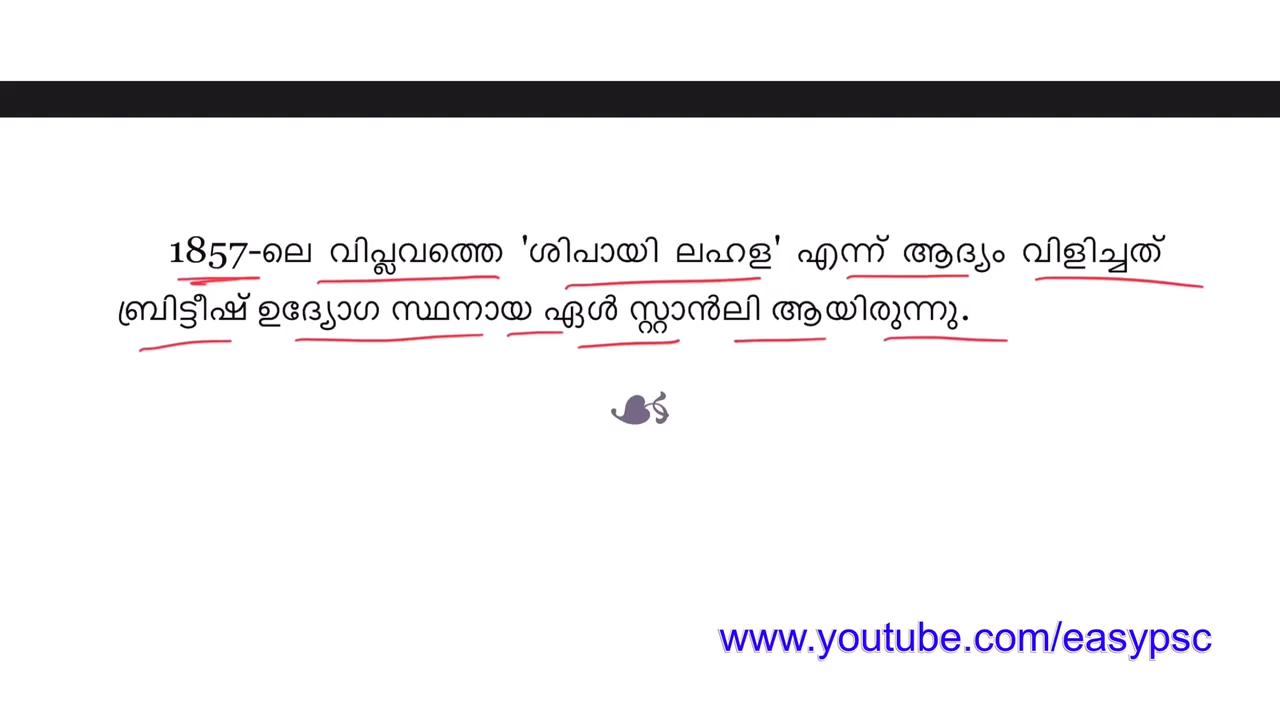 1857-ലെ വിപ്ലവത്തെ 'ശിപായി ലഹള' എന്ന് ആദ്യം വിളിച്ചത്
ബ്രിട്ടീഷ് ഉദ്യോഗ സ്ഥനായ ഏൾ സ്റ്റാൻലി ആയിരുന്നു.
www.youtube.com/easypsc